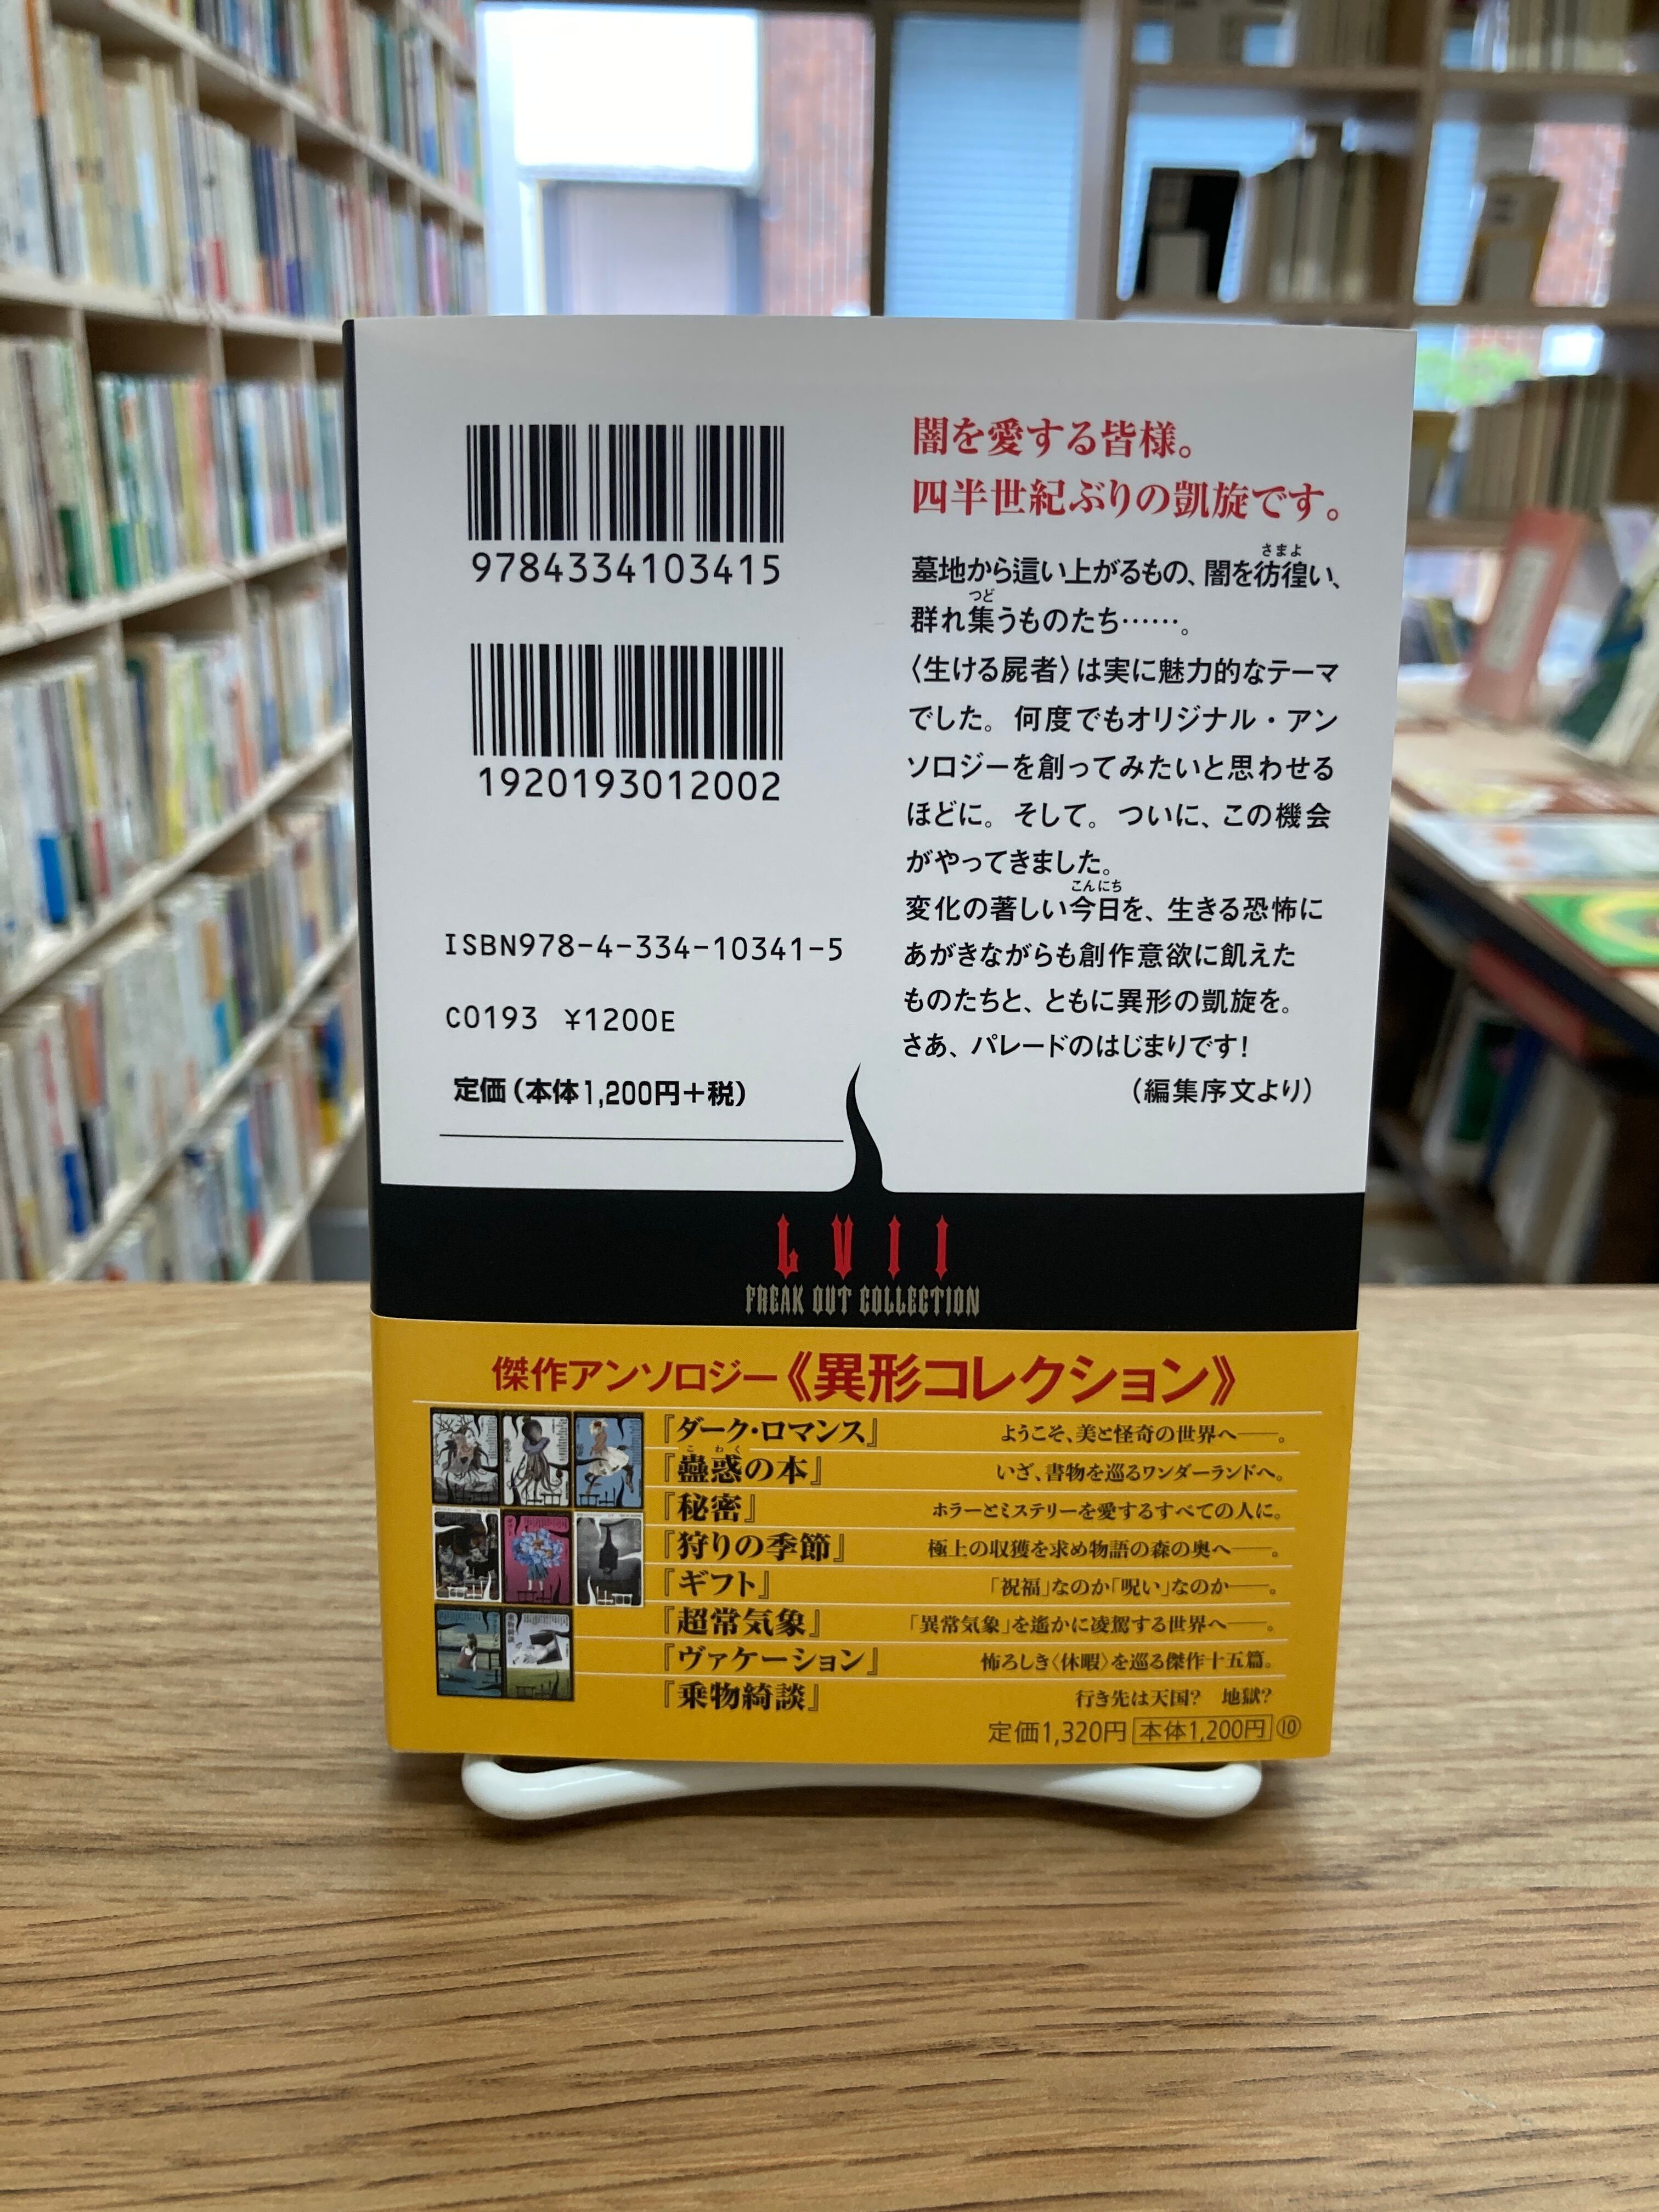 9784334103415
1920193012002
ISBN978-4-334-10341-5
C0193 ¥1200E
定価(本体1,200円+税)
闇を愛する皆様。
四半世紀ぶりの凱旋です。
さまよ
墓地から這い上がるもの、闇を彷徨い、
つど
群れ集うものたち……。
〈生ける屍者〉は実に魅力的なテーマ
でした。何度でもオリジナル・アン
ソロジーを創ってみたいと思わせる
ほどに。そして。ついに、この機会
がやってきました。
こんにち
変化の著しい今日を、生きる恐怖に
あがきながらも創作意欲に飢えた
ものたちと、ともに異形の凱旋を。
さあ、パレードのはじまりです!
(編集序文より)
LVII
FREAK OUT COLLECTION
傑作アンソロジー《異形コレクション》
『ダーク・ロマンス』 ようこそ、美と怪奇の世界へ――。
こわく
『蠱惑の本』 いざ、書物を巡るワンダーランドへ。
『秘密』 ホラーとミステリーを愛するすべての人に。
『狩りの季節』 極上の収獲を求め物語の森の奥へ――。
『ギフト』 「祝福」なのか「呪い」なのか――。
『超常気象』 「異常気象」を遙かに凌駕する世界へ――。
『ヴァケーション』 怖ろしき〈休暇〉を巡る傑作十五篇。
『乗物綺談』 行き先は天国? 地獄?
定価1,320円 本体1,200円 ⑩